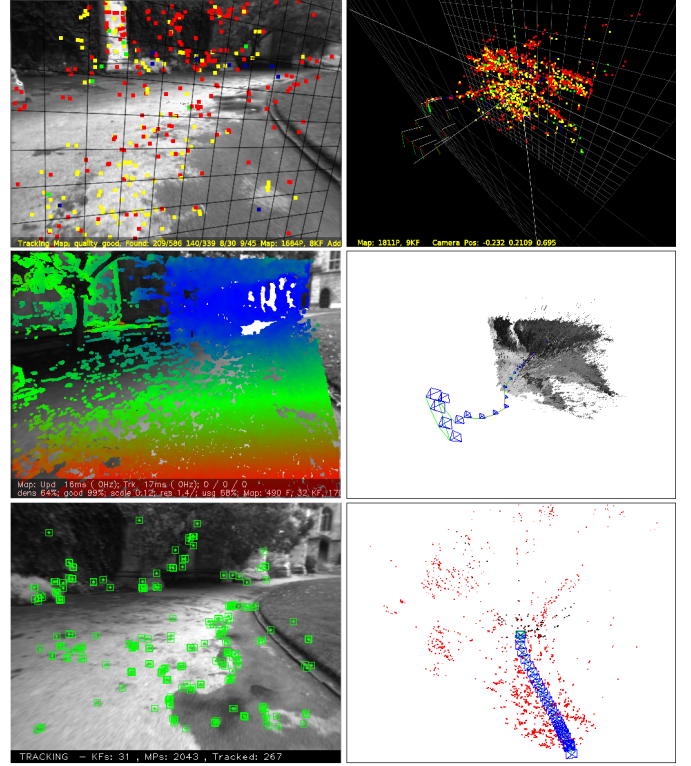 Tracking Map, quality good. Found: 209/586 140/339 8/30 9/45 Map: 1664P, 8KF Add
Map: 1811P, 9KF Camera Pos: -0.232 0.2109 0.695
Map: Upd 16ms ( 0Hz); Trk 17ms ( 0Hz); 0 / 0 / 0
dens 64%; good 99%; scale 0.12; res 1.4/; usg 68%; Map: 490 F, 32 KF,
TRACKING - KFs: 31 , MPs: 2043 , Tracked: 267